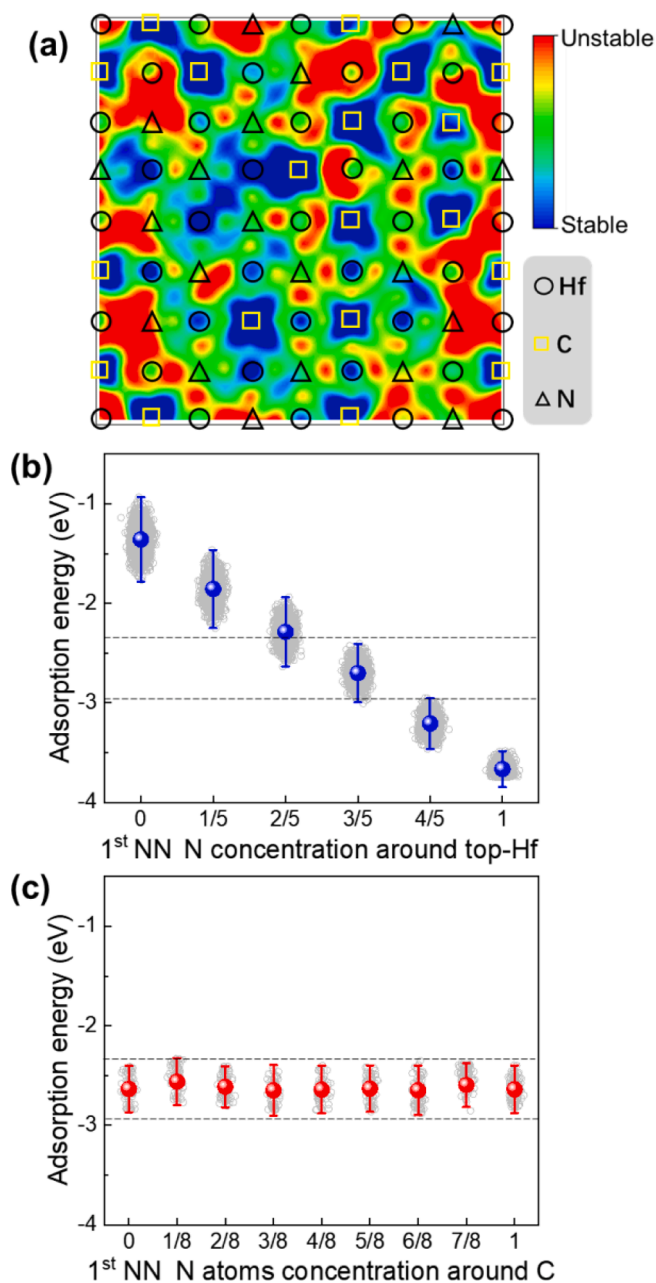 (a)
Unstable
Stable
Hf
C
N
(b)
Adsorption energy (eV)
-1
-2
-3
-4
0 1/5 2/5 3/5 4/5 1
1st NN N concentration around top-Hf
(c)
Adsorption energy (eV)
-1
-2
-3
-4
0 1/8 2/8 3/8 4/8 5/8 6/8 7/8 1
1st NN N atoms concentration around C